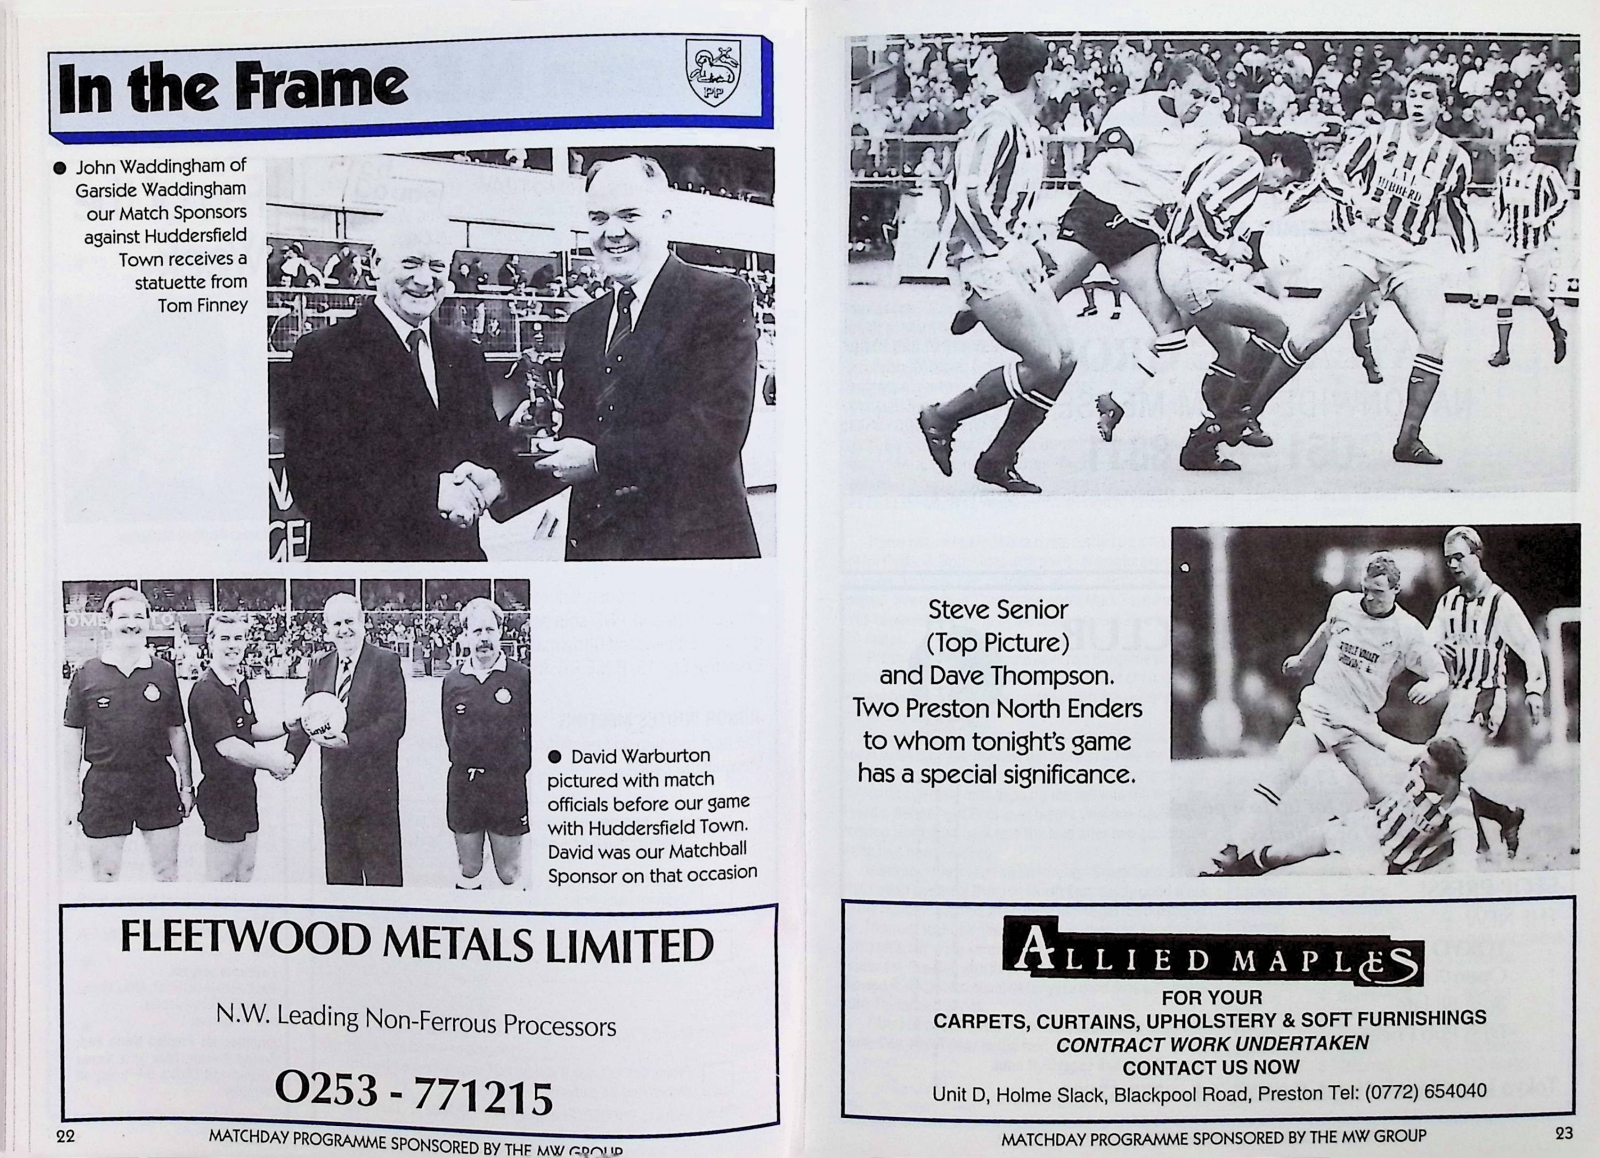 In the Frame
PP
● John Waddingham of
Garside Waddingham
our Match Sponsors
against Huddersfield
Town receives a
statuette from
Tom Finney
● David Warburton
pictured with match
officials before our game
with Huddersfield Town.
David was our Matchball
Sponsor on that occasion
FLEETWOOD METALS LIMITED
N.W. Leading Non-Ferrous Processors
O253 - 771215
22
MATCHDAY PROGRAMME SPONSORED BY THE MW GROUP
Steve Senior
(Top Picture)
and Dave Thompson.
Two Preston North Enders
to whom tonight's game
has a special significance.
ALLIED MAPLES
FOR YOUR
CARPETS, CURTAINS, UPHOLSTERY & SOFT FURNISHINGS
CONTRACT WORK UNDERTAKEN
CONTACT US NOW
Unit D, Holme Slack, Blackpool Road, Preston Tel: (0772) 654040
MATCHDAY PROGRAMME SPONSORED BY THE MW GROUP
23